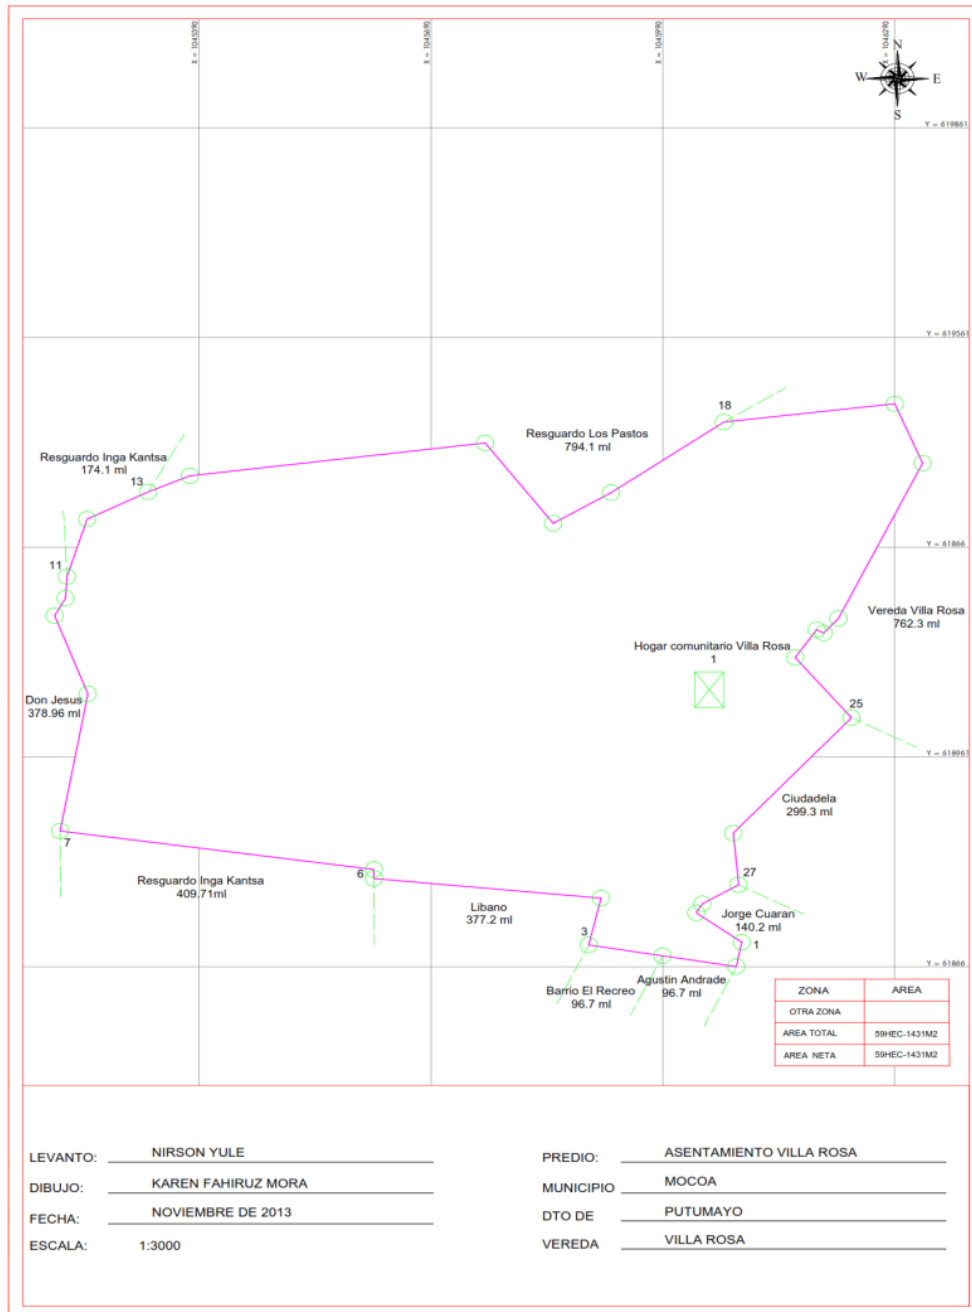 X = 1045390
X = 1045690
X = 1045990
X = 1046290
N
W
E
S
Y = 619861
Y = 619561
18
Resguardo Los Pastos
794.1 ml
Resguardo Inga Kantsa
174.1 ml
13
Y = 61866
11
Vereda Villa Rosa
762.3 ml
Hogar comunitario Villa Rosa
1
Don Jesus
378.96 ml
25
Y = 618961
Ciudadela
299.3 ml
7
6
Resguardo Inga Kantsa
409.71ml
27
Libano
377.2 ml
Jorge Cuaran
140.2 ml
3
1
Y = 61866
Barrio El Recreo
96.7 ml
Agustin Andrade
96.7 ml
ZONA AREA
OTRA ZONA
AREA TOTAL 59HEC-1431M2
AREA NETA 59HEC-1431M2
LEVANTO: NIRSON YULE
DIBUJO: KAREN FAHIRUZ MORA
FECHA: NOVIEMBRE DE 2013
ESCALA: 1:3000
PREDIO: ASENTAMIENTO VILLA ROSA
MUNICIPIO MOCOA
DTO DE PUTUMAYO
VEREDA VILLA ROSA